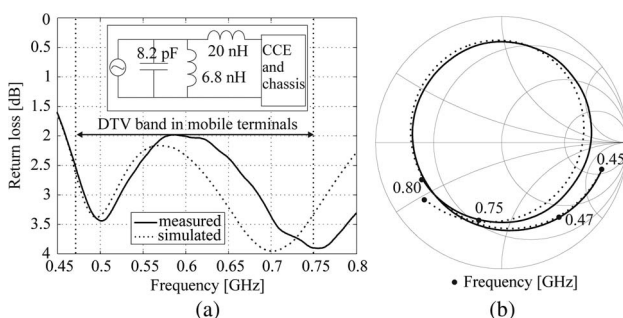 (a)
0
0.5
1
1.5
2
2.5
3
3.5
4
Return loss [dB]
8.2 pF
20 nH
6.8 nH
CCE
and
chassis
DTV band in mobile terminals
measured
simulated
0.45
0.5
0.55
0.6
0.65
0.7
0.75
0.8
Frequency [GHz]
(a)
0.45
0.80
0.75
0.47
Frequency [GHz]
(b)